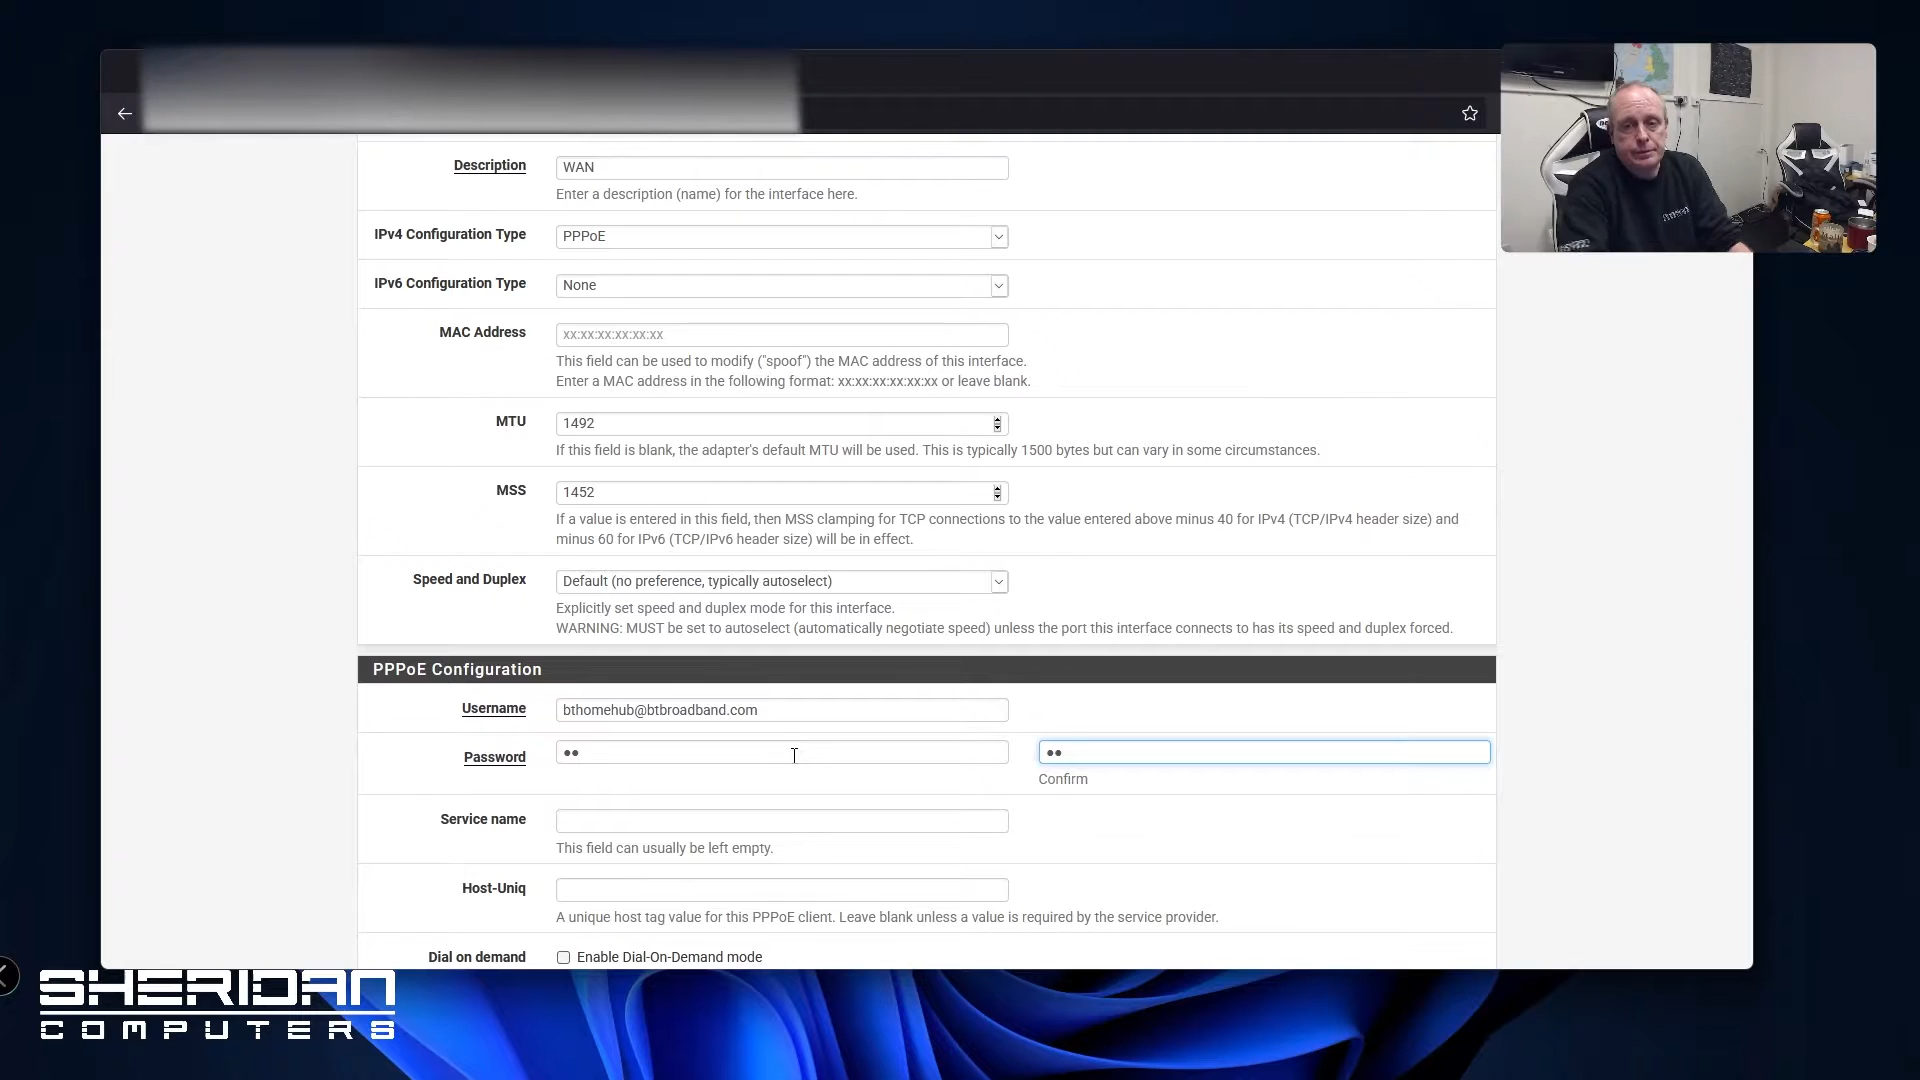 Description
WAN
Enter a description (name) for the interface here.
IPv4 Configuration Type
PPPoE
IPv6 Configuration Type
None
MAC Address
xx:xx:xx:xx:xx:xx
This field can be used to modify ("spoof") the MAC address of this interface.
Enter a MAC address in the following format: xx:xx:xx:xx:xx:xx or leave blank.
MTU
1492
If this field is blank, the adapter's default MTU will be used. This is typically 1500 bytes but can vary in some circumstances.
MSS
1452
If a value is entered in this field, then MSS clamping for TCP connections to the value entered above minus 40 for IPv4 (TCP/IPv4 header size) and
minus 60 for IPv6 (TCP/IPv6 header size) will be in effect.
Speed and Duplex
Default (no preference, typically autoselect)
Explicitly set speed and duplex mode for this interface.
WARNING: MUST be set to autoselect (automatically negotiate speed) unless the port this interface connects to has its speed and duplex forced.
PPPoE Configuration
Username
bthomehub@btbroadband.com
Password
••
••
Confirm
Service name
This field can usually be left empty.
Host-Uniq
A unique host tag value for this PPPoE client. Leave blank unless a value is required by the service provider.
Dial on demand
Enable Dial-On-Demand mode
SHERIDAN
COMPUTERS